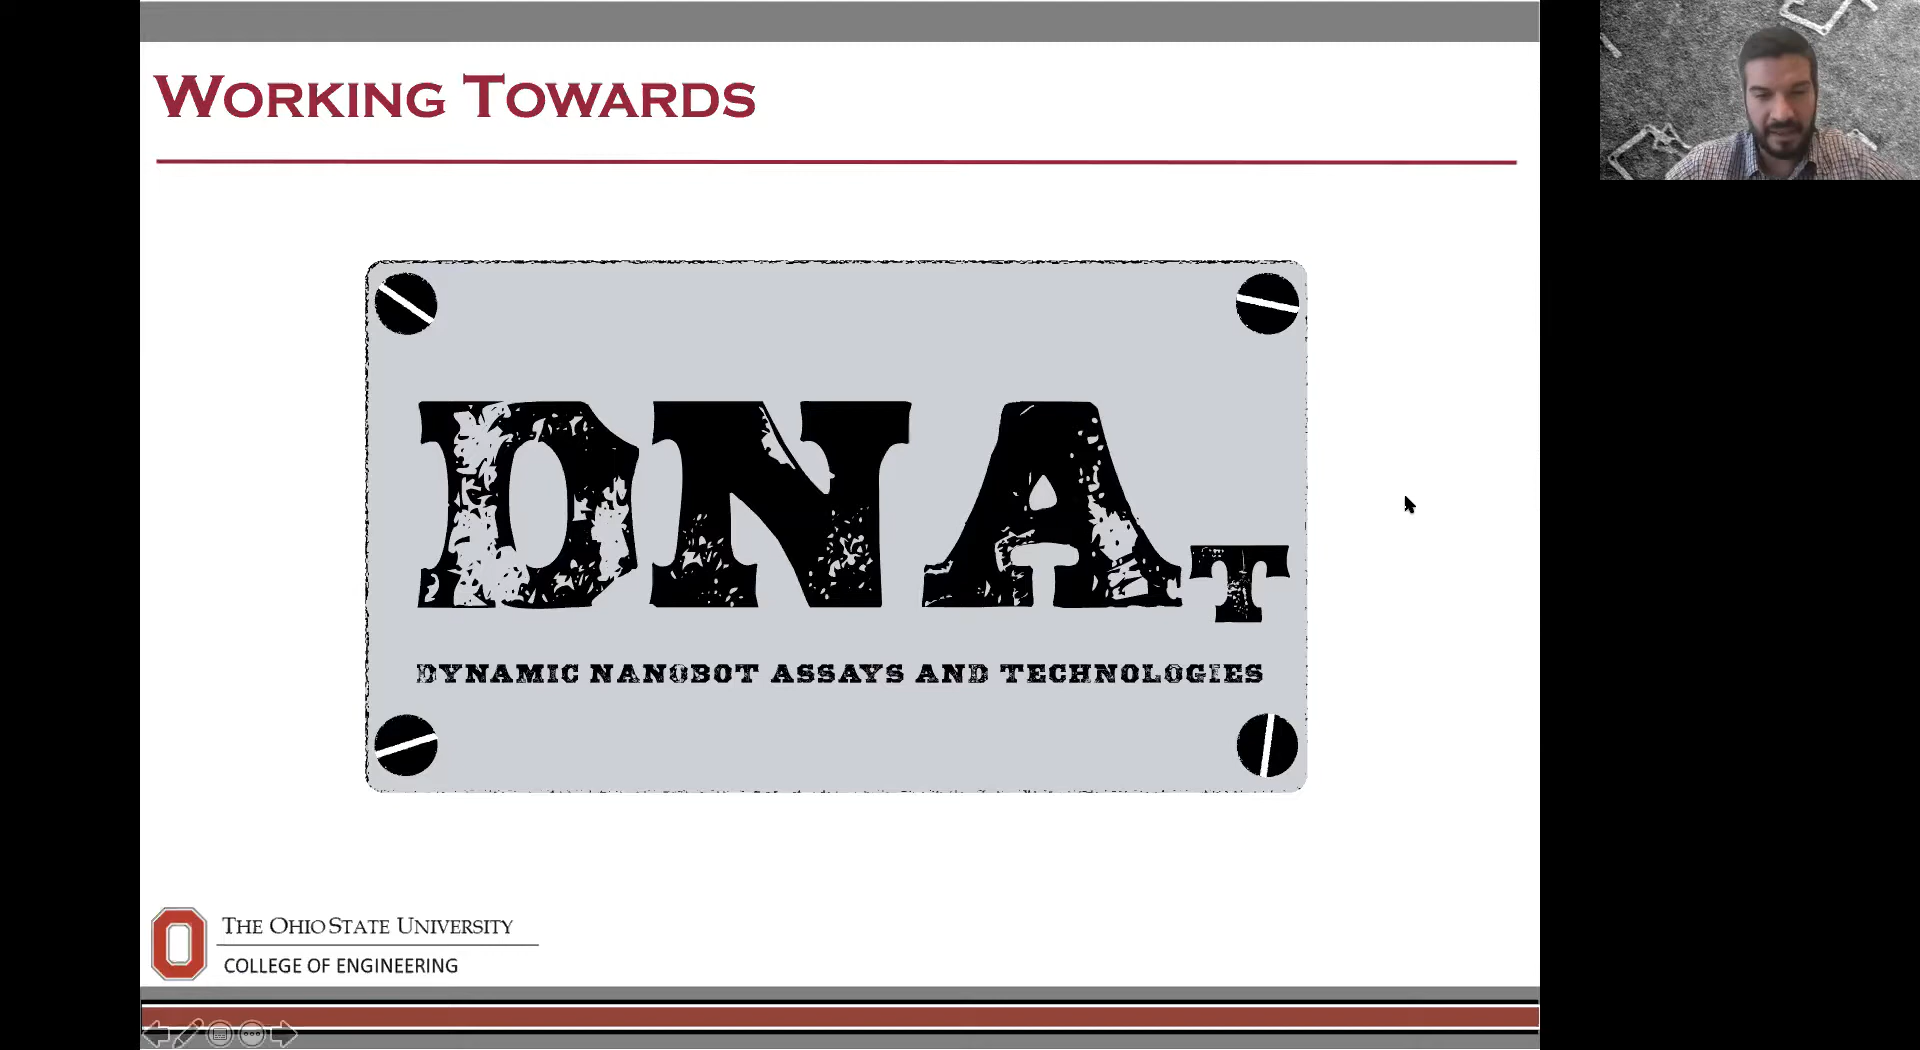 WORKING TOWARDS
DNAT
DYNAMIC NANOBOT ASSAYS AND TECHNOLOGIES
THE OHIO STATE UNIVERSITY
COLLEGE OF ENGINEERING